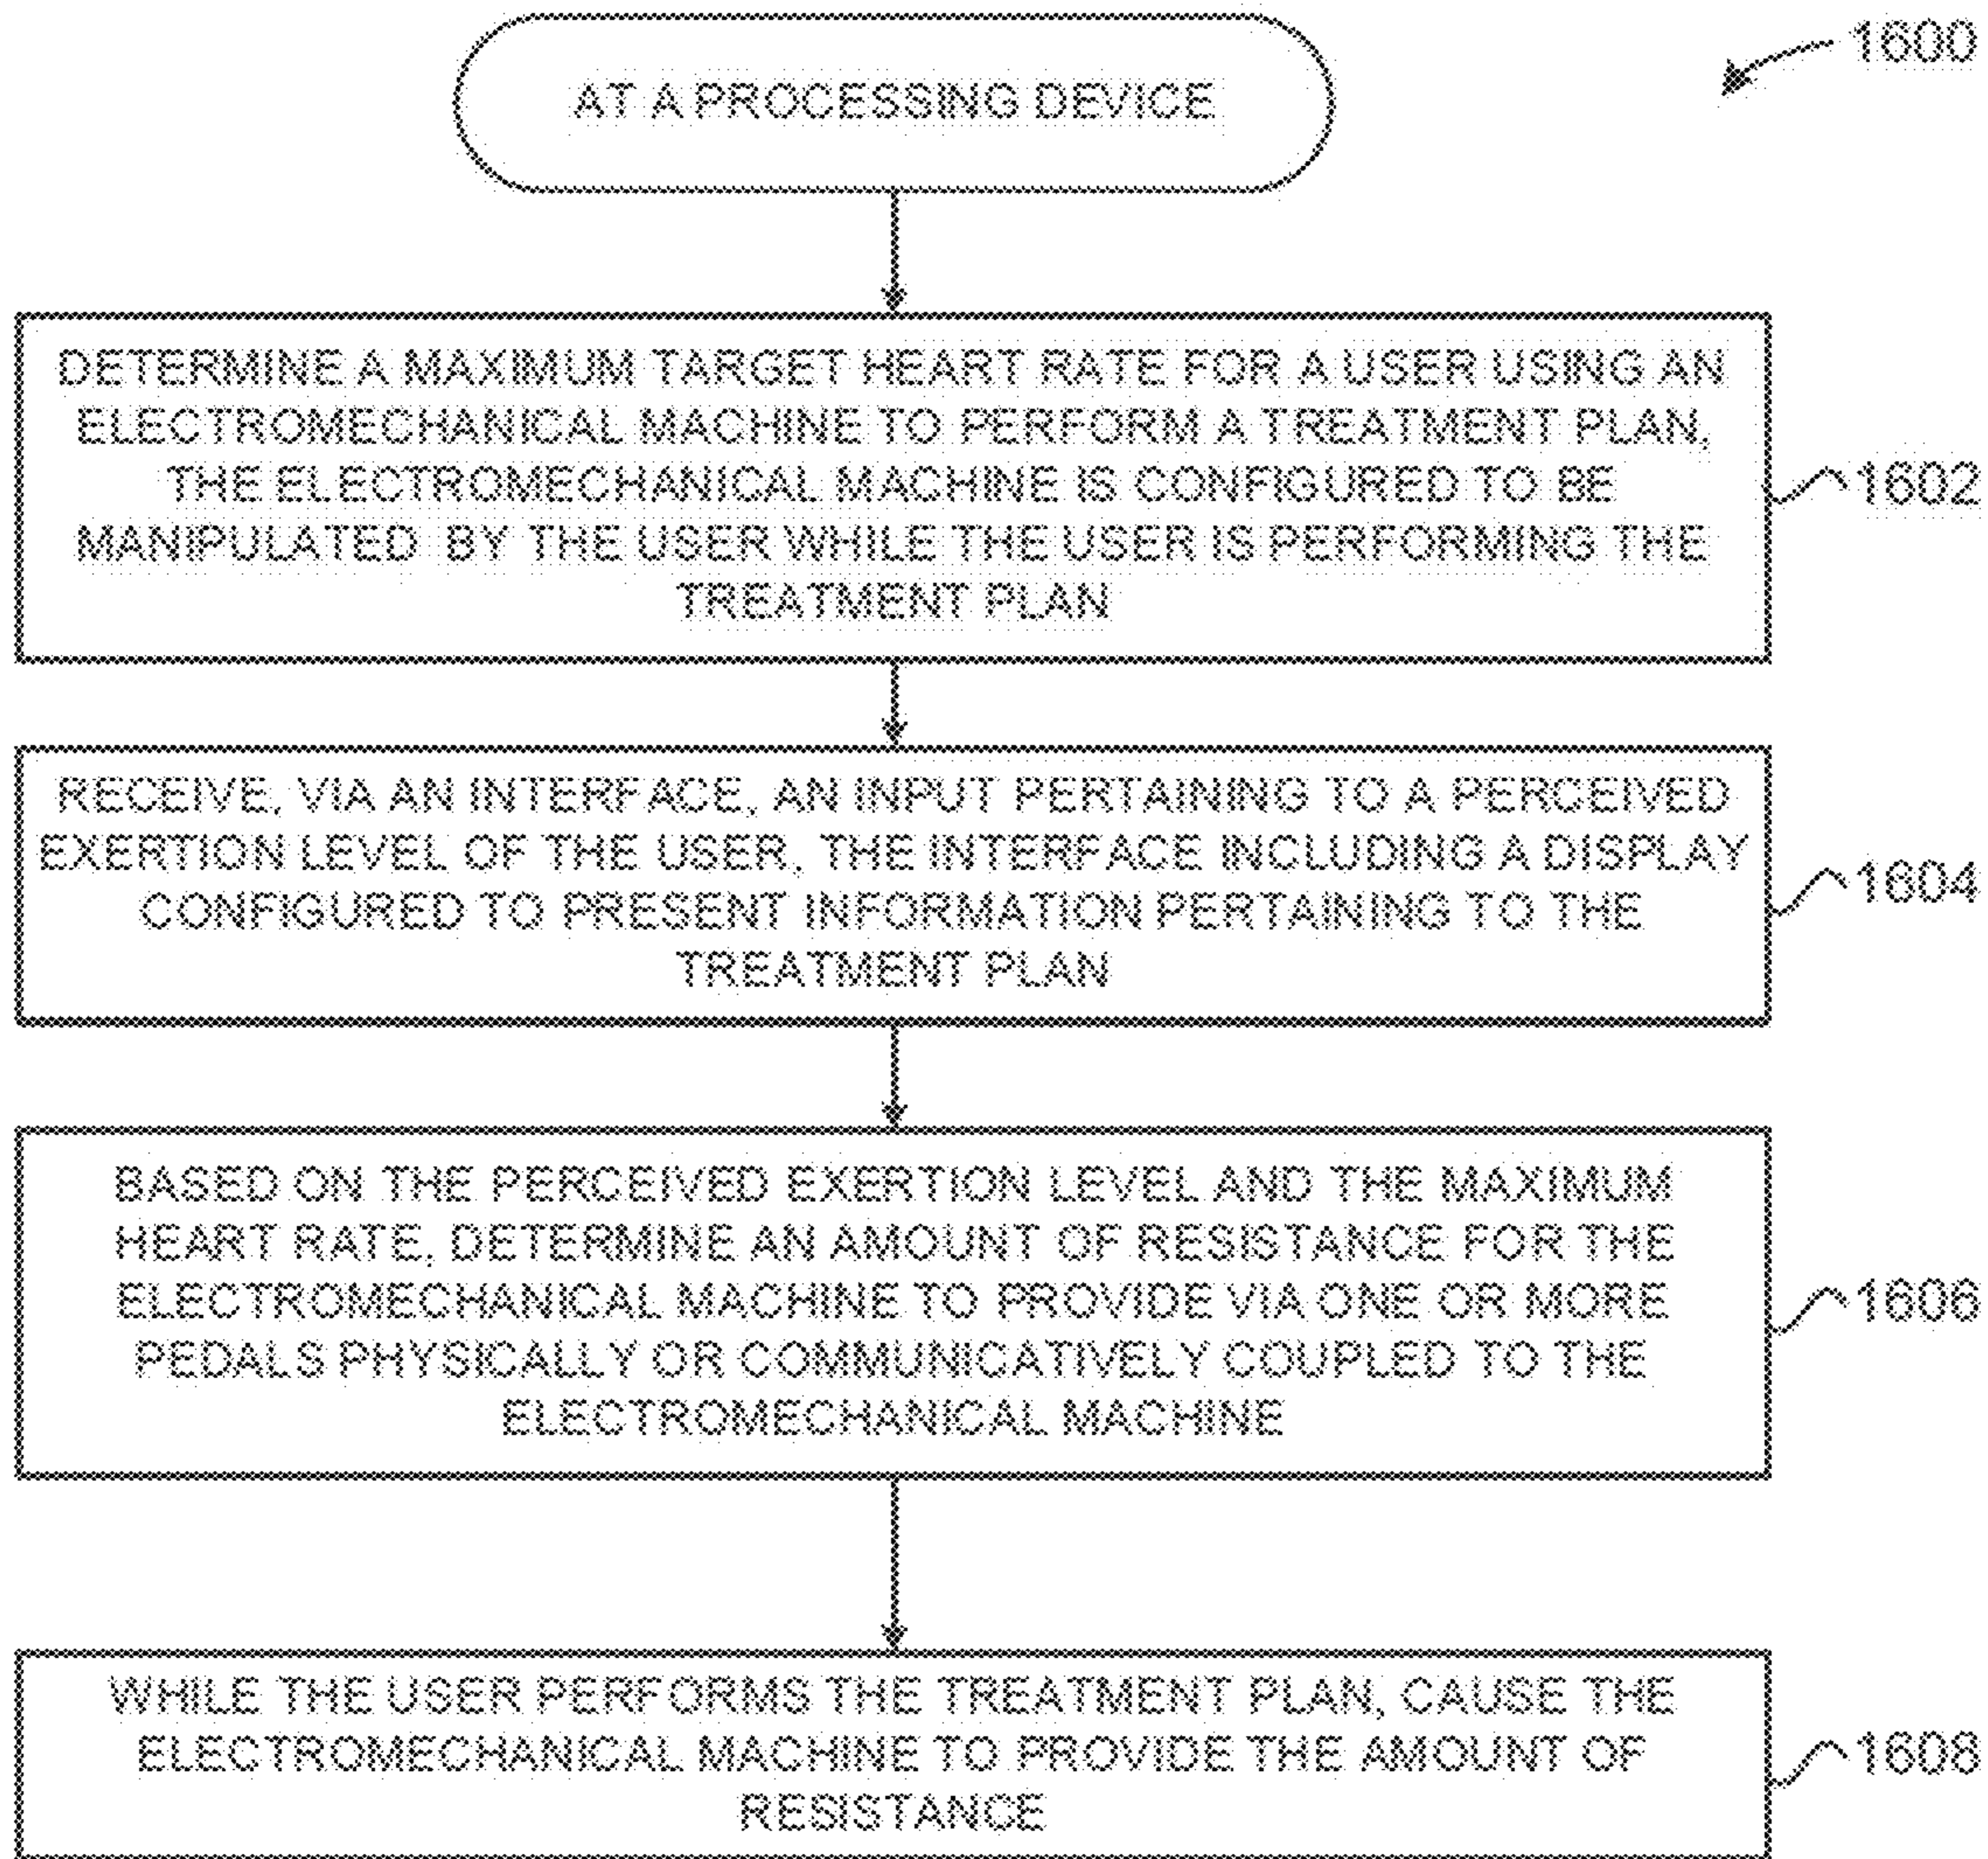 AT A PROCESSING DEVICE
1600
DETERMINE A MAXIMUM TARGET HEART RATE FOR A USER USING AN
ELECTROMECHANICAL MACHINE TO PERFORM A TREATMENT PLAN,
THE ELECTROMECHANICAL MACHINE IS CONFIGURED TO BE
MANIPULATED BY THE USER WHILE THE USER IS PERFORMING THE
TREATMENT PLAN
1602
RECEIVE, VIA AN INTERFACE, AN INPUT PERTAINING TO A PERCEIVED
EXERTION LEVEL OF THE USER, THE INTERFACE INCLUDING A DISPLAY
CONFIGURED TO PRESENT INFORMATION PERTAINING TO THE
TREATMENT PLAN
1604
BASED ON THE PERCEIVED EXERTION LEVEL AND THE MAXIMUM
HEART RATE, DETERMINE AN AMOUNT OF RESISTANCE FOR THE
ELECTROMECHANICAL MACHINE TO PROVIDE VIA ONE OR MORE
PEDALS PHYSICALLY OR COMMUNICATIVELY COUPLED TO THE
ELECTROMECHANICAL MACHINE
1606
WHILE THE USER PERFORMS THE TREATMENT PLAN, CAUSE THE
ELECTROMECHANICAL MACHINE TO PROVIDE THE AMOUNT OF
RESISTANCE
1608